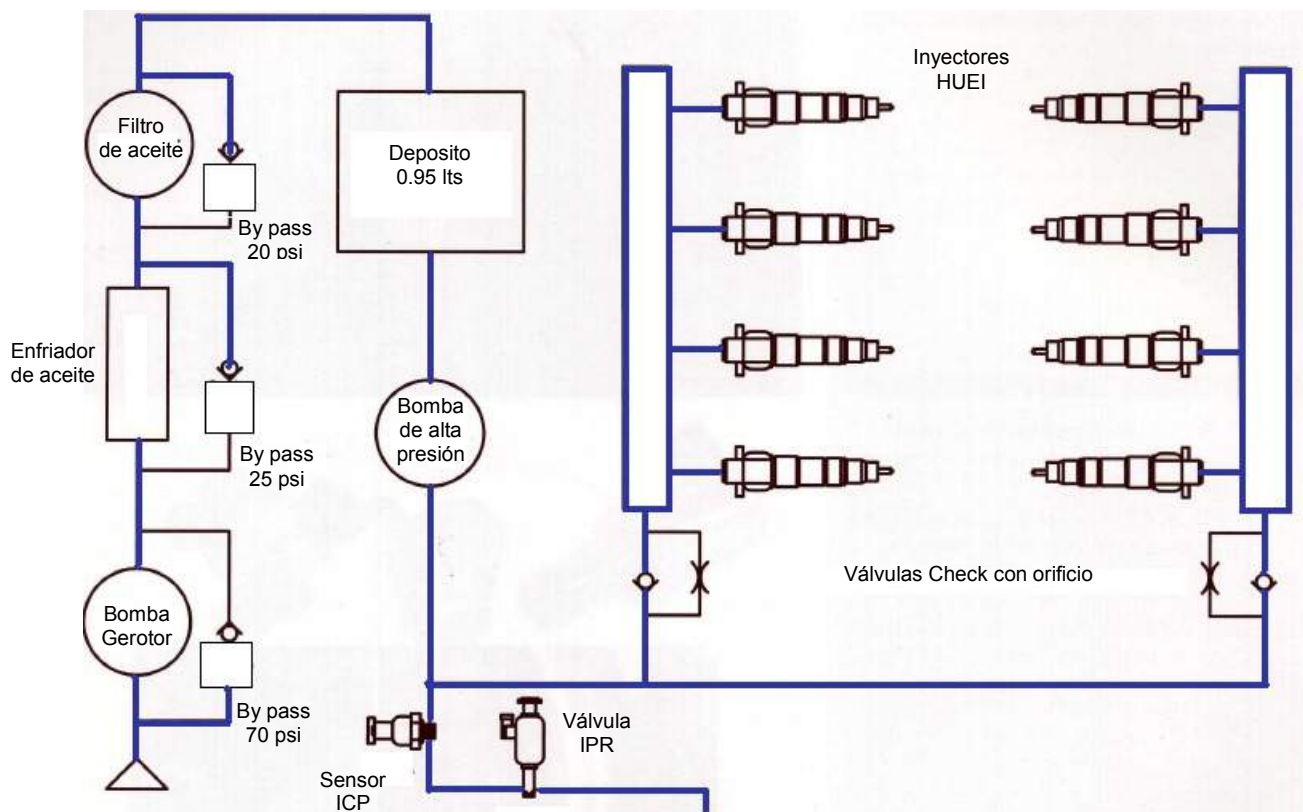 Inyectores
HUEI
Filtro
de aceite
Deposito
0.95 lts
By pass
20 psi
Enfriador
de aceite
Bomba
de alta
presión
By pass
25 psi
Válvulas Check con orificio
Bomba
Gerotor
By pass
70 psi
Válvula
IPR
Sensor
ICP